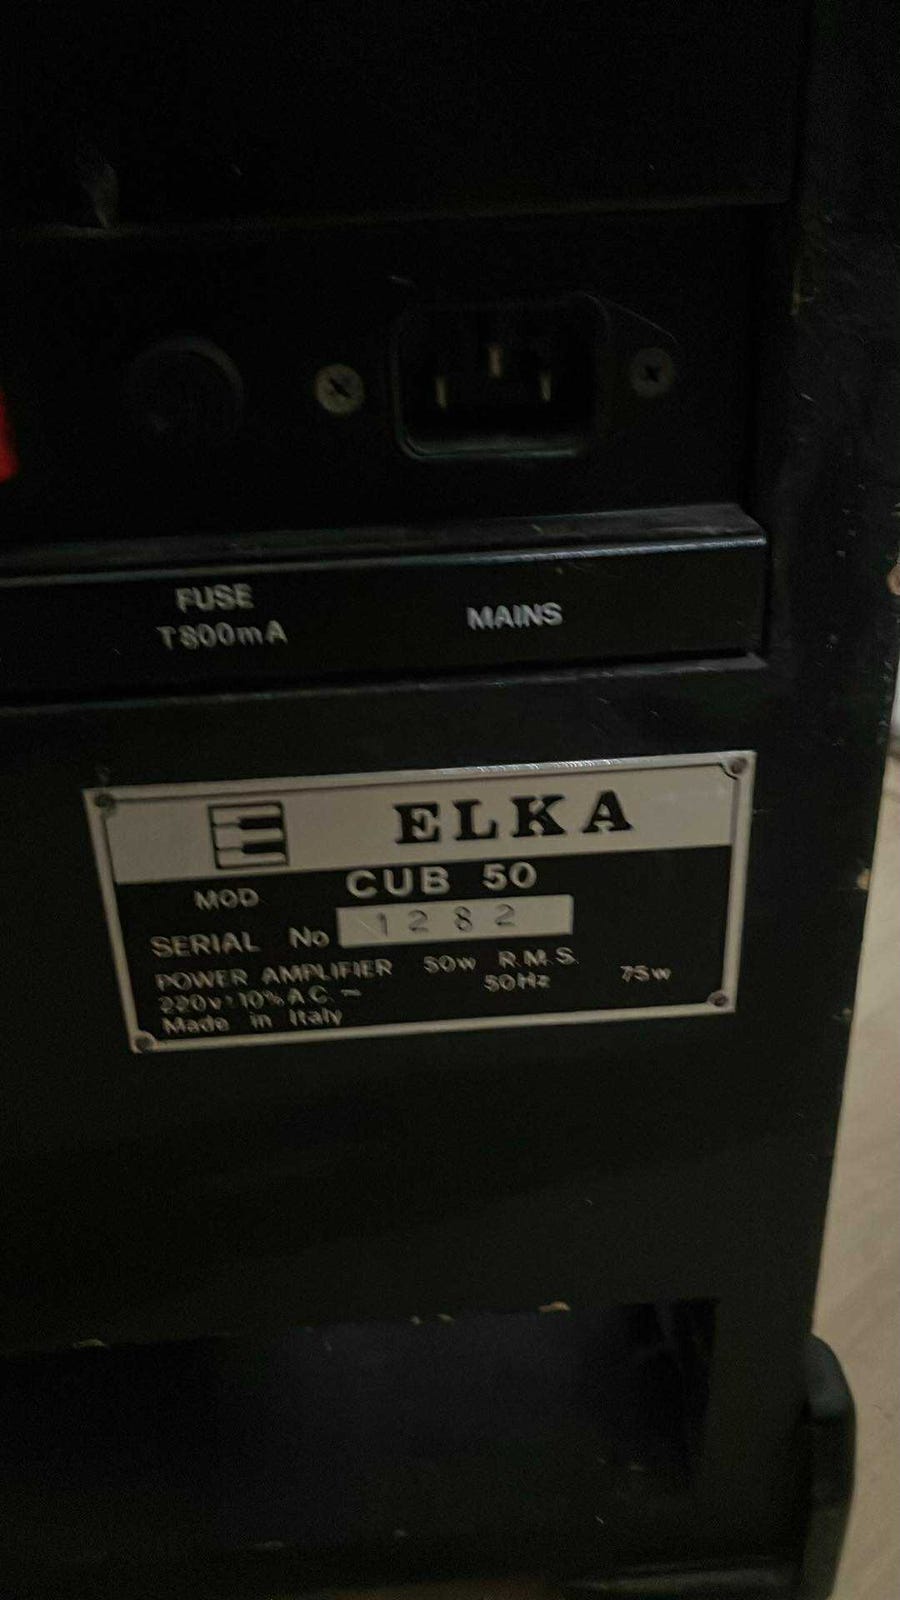 FUSE
T800mA
MAINS
ELKA
MOD CUB 50
SERIAL No 1282
POWER AMPLIFIER 50w R.M.S.
220v 10% A C. ~ 50Hz 75w
Made in Italy